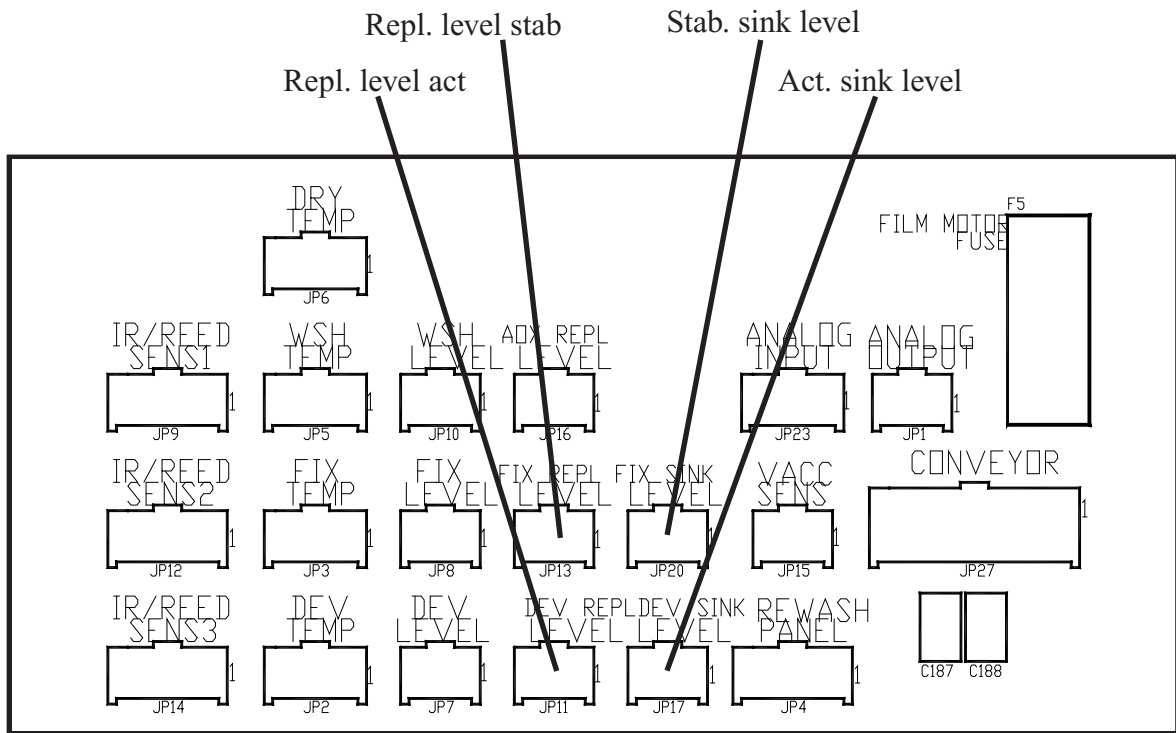 Repl. level stab
Stab. sink level
Repl. level act
Act. sink level
DRY
TEMP
1
JP6
F5
FILM MOTOR
FUSE
IR/REED
SENS1
1
JP9
WSH
TEMP
1
JP5
WSH
LEVEL
1
JP10
AOX REPL
LEVEL
1
JP16
ANALOG
INPUT
1
JP23
ANALOG
OUTPUT
1
JP1
IR/REED
SENS2
1
JP12
FIX
TEMP
1
JP3
FIX
LEVEL
1
JP8
FIX REPL
LEVEL
1
JP13
FIX SINK
LEVEL
1
JP20
VACC
SENS
1
JP15
CONVEYOR
1
JP27
IR/REED
SENS3
1
JP14
DEV
TEMP
1
JP2
DEV
LEVEL
1
JP7
DEV REPL
LEVEL
1
JP11
DEV SINK
LEVEL
1
JP17
REWASH
PANEL
1
JP4
C187
C188